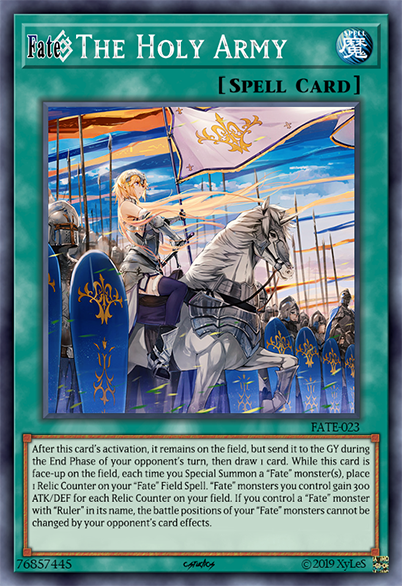 Fate The Holy Army
魔
[Spell Card]
FATE-023
After this card's activation, it remains on the field, but send it to the GY during
the End Phase of your opponent's turn, then draw 1 card. While this card is
face-up on the field, each time you Special Summon a "Fate" monster(s), place
1 Relic Counter on your "Fate" Field Spell. "Fate" monsters you control gain 300
ATK/DEF for each Relic Counter on your field. If you control a "Fate" monster
with "Ruler" in its name, the battle positions of your "Fate" monsters cannot be
changed by your opponent's card effects.
76857445
©2019 XyLeS